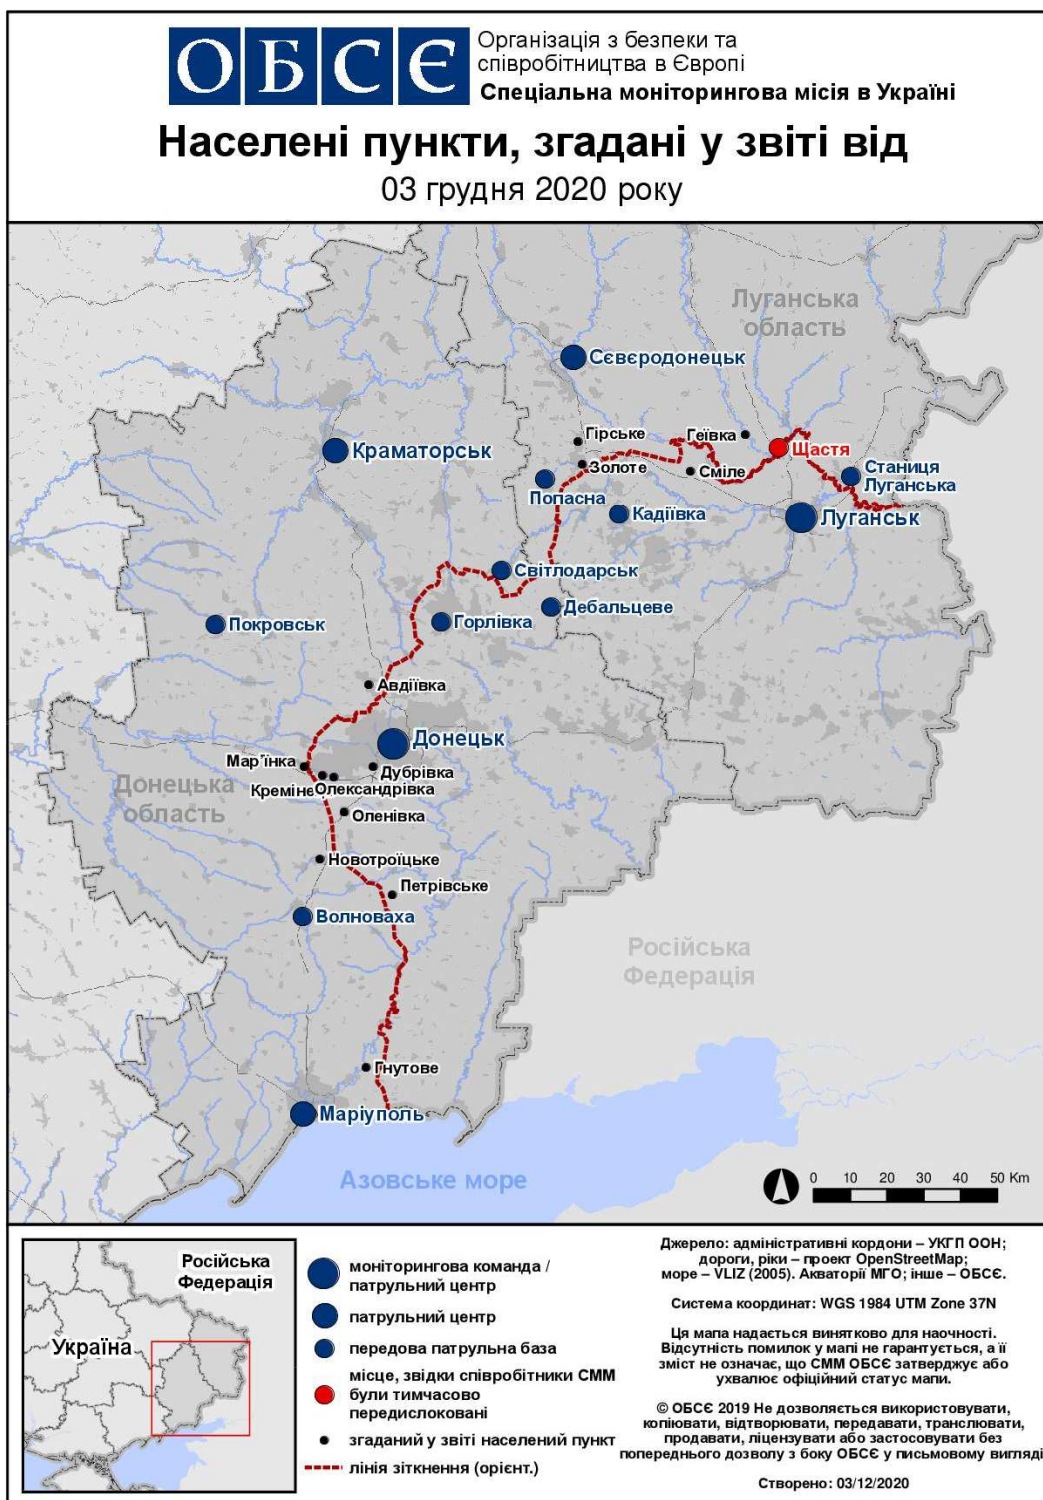 ОБСЄ
Організація з безпеки та
співробітництва в Європі
Спеціальна моніторингова місія в Україні
Населені пункти, згадані у звіті від
03 грудня 2020 року
Луганська
область
Сєвєродонецьк
Гірське
Геївка
Щастя
Краматорськ
Золоте
Сміле
Станиця
Луганська
Попасна
Кадіївка
Луганськ
Світлодарськ
Дебальцеве
Покровськ
Горлівка
Авдіївка
Донецьк
Мар'їнка
Дубрівка
Донецька
область
Креміне
Олександрівка
Оленівка
Новотроїцьке
Петрівське
Волноваха
Російська
Федерація
Гнутове
Маріуполь
Азовське море
0 10 20 30 40 50 Km
Російська
Федерація
Україна
моніторингова команда /
патрульний центр
патрульний центр
передова патрульна база
місце, звідки співробітники СММ
були тимчасово
передислоковані
згаданий у звіті населений пункт
лінія зіткнення (орієнт.)
Джерело: адміністративні кордони – УКГП ООН;
дороги, ріки – проект OpenStreetMap;
море – VLIZ (2005). Акваторії МГО; інше – ОБСЄ.
Система координат: WGS 1984 UTM Zone 37N
Ця мапа надається винятково для наочності.
Відсутність помилок у мапі не гарантується, а її
зміст не означає, що СММ ОБСЄ затверджує або
ухвалює офіційний статус мапи.
© ОБСЄ 2019 Не дозволяється використовувати,
копіювати, відтворювати, передавати, транслювати,
продавати, ліцензувати або застосовувати без
попереднього дозволу з боку ОБСЄ у письмовому вигляді
Створено: 03/12/2020